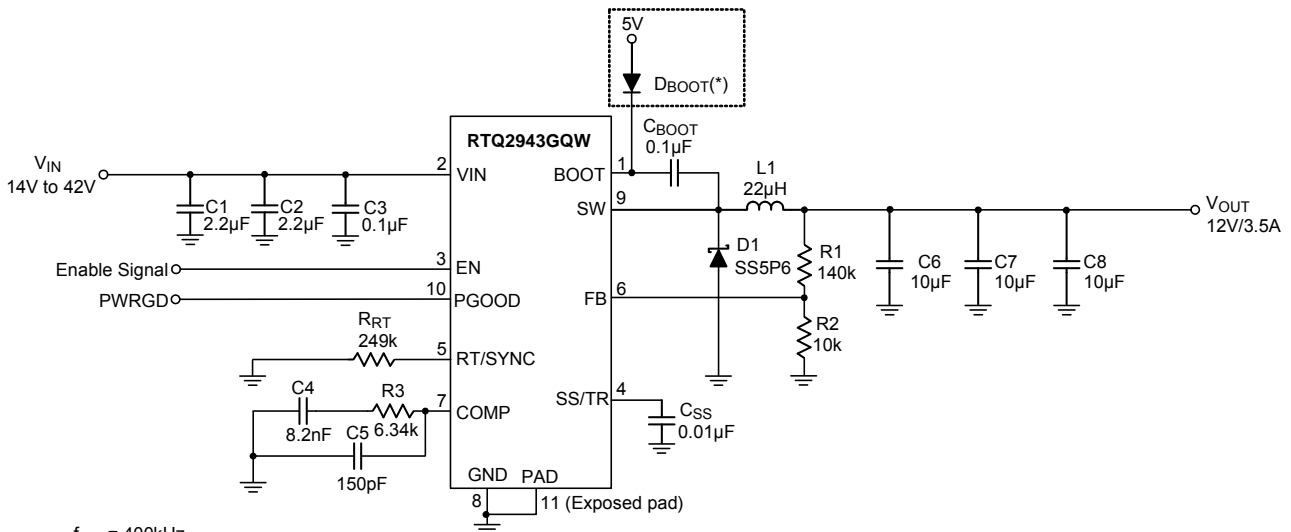 5V
DBOOT(*)
RTQ2943GQW
CBOOT
0.1µF
VIN
14V to 42V
2
VIN
BOOT
1
L1
22µH
C1
2.2µF
C2
2.2µF
C3
0.1µF
SW
9
VOUT
12V/3.5A
D1
SS5P6
R1
140k
C6
10µF
C7
10µF
C8
10µF
Enable Signal
3
EN
PWRGD
10
PGOOD
FB
6
R2
10k
RRT
249k
5
RT/SYNC
SS/TR
4
CSS
0.01µF
C4
8.2nF
R3
6.34k
7
COMP
C5
150pF
GND
PAD
8
11 (Exposed pad)
= 400kHz